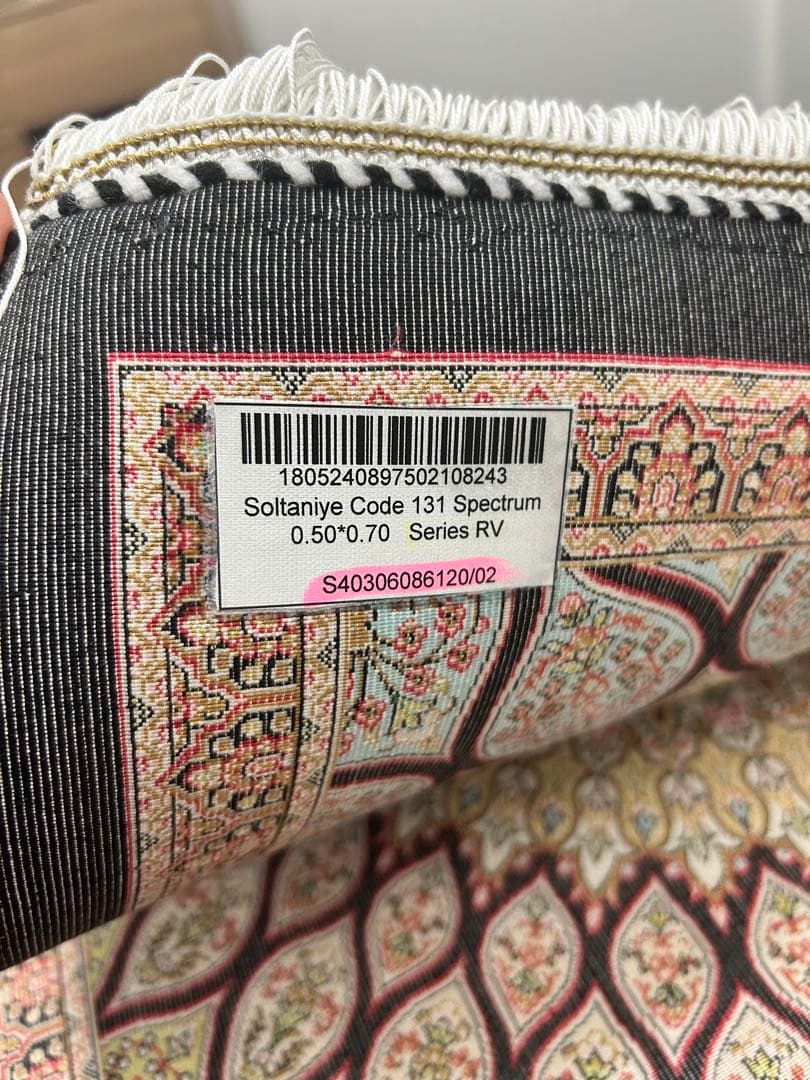 1805240897502108243
Soltaniye Code 131 Spectrum
0.50*0.70 Series RV
S40306086120/02